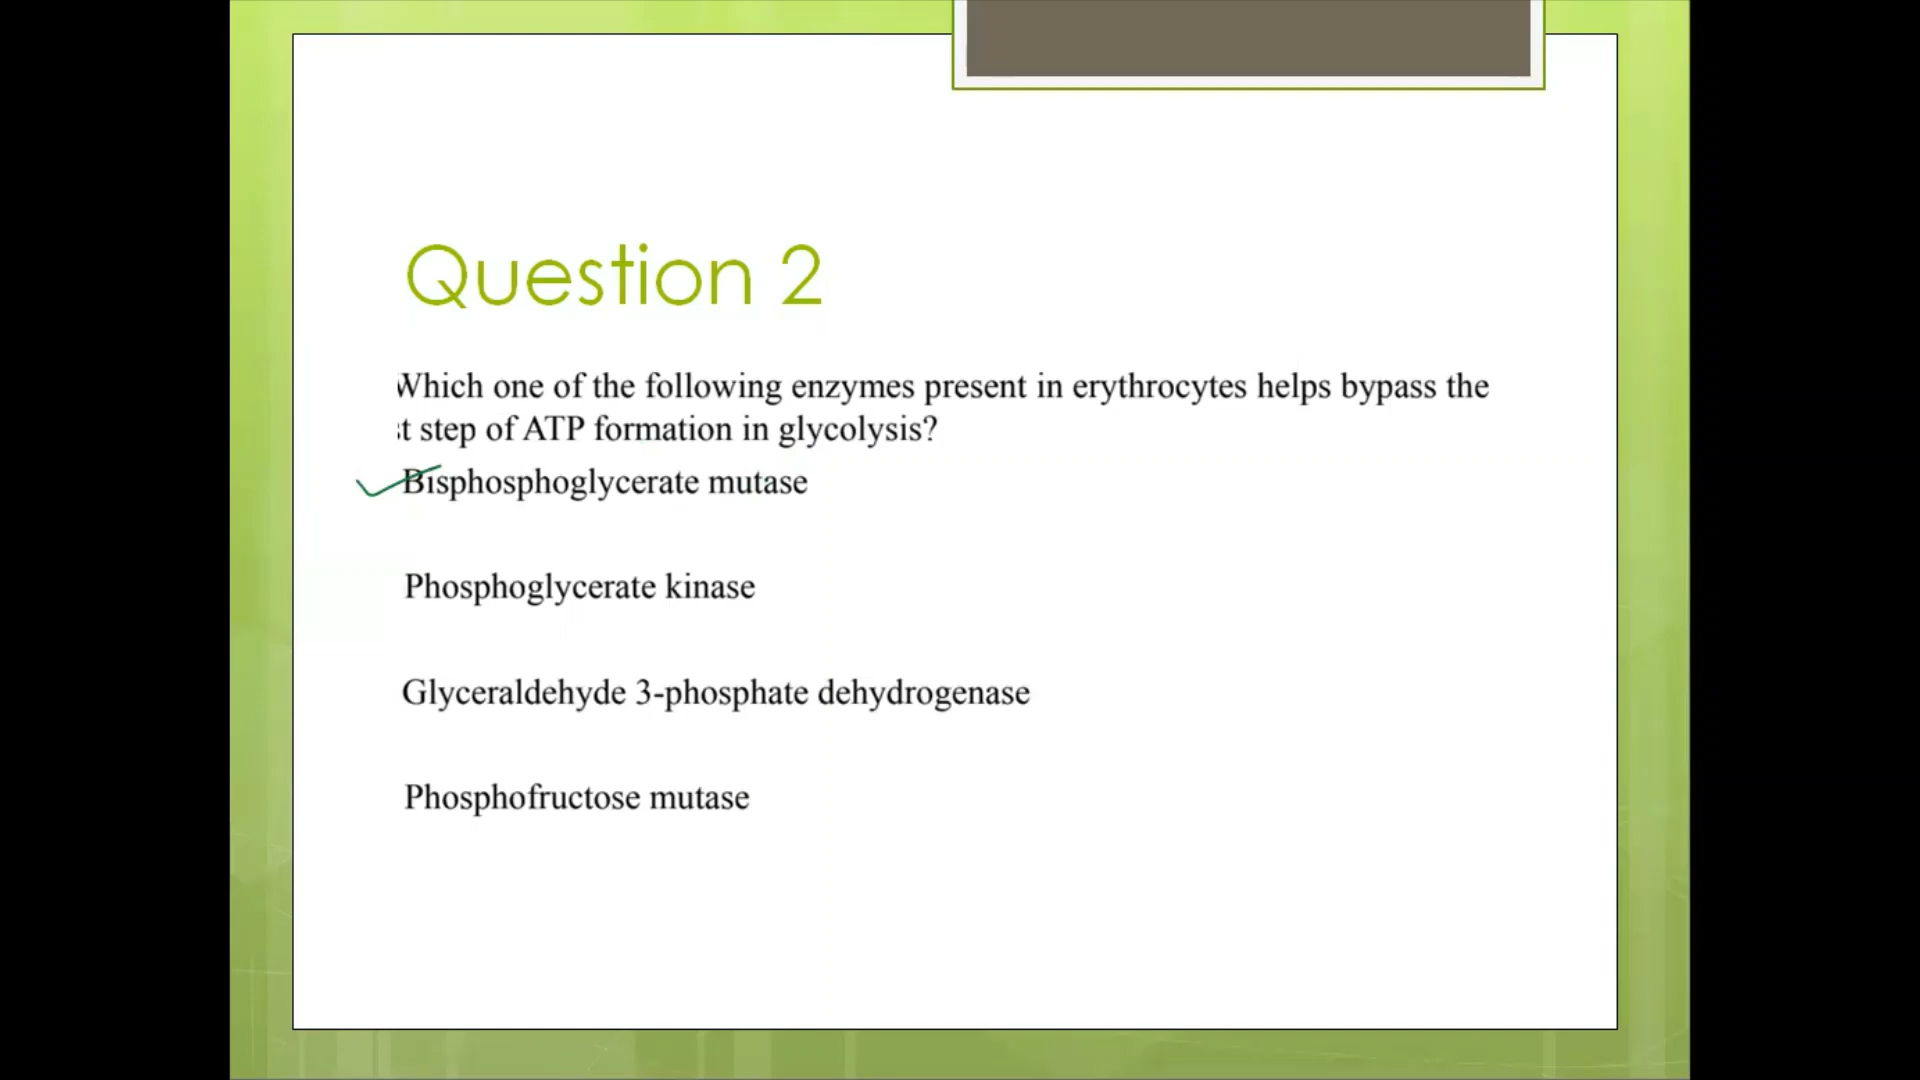 Question 2
Which one of the following enzymes present in erythrocytes helps bypass the
step of ATP formation in glycolysis?
Bisphosphoglycerate mutase
Phosphoglycerate kinase
Glyceraldehyde 3-phosphate dehydrogenase
Phosphofructose mutase